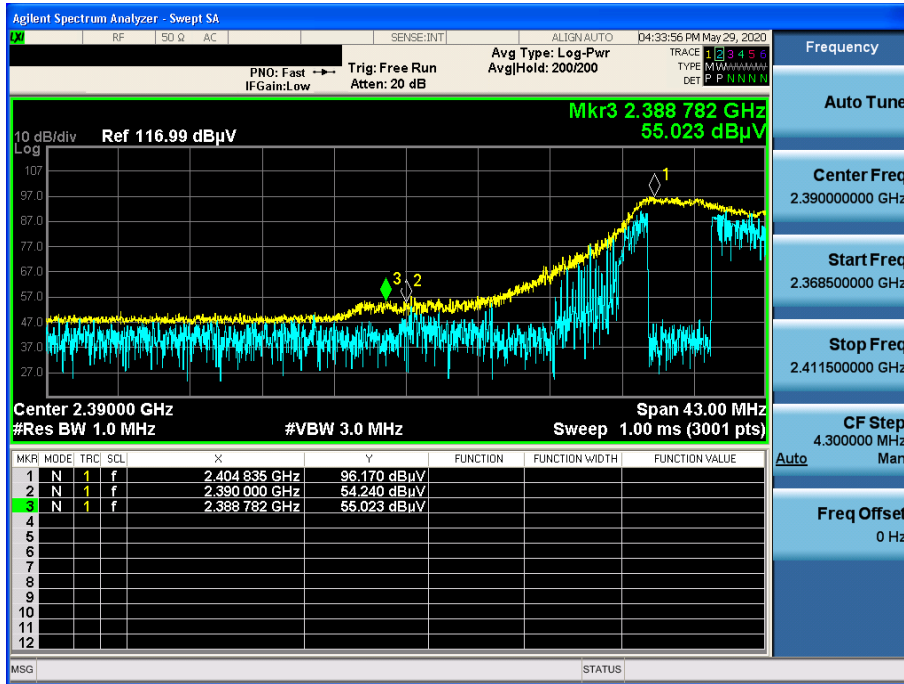 Agilent Spectrum Analyzer - Swept SA
LXI RF 50 Ω AC SENSE:INT ALIGN AUTO 04:33:56 PM May 29, 2020
PNO: Fast
IFGain:Low
Trig: Free Run
Atten: 20 dB
Avg Type: Log-Pwr
Avg|Hold: 200/200
TRACE 1 2 3 4 5 6
TYPE M W W W W W
DET P P N N N N
Mkr3 2.388 782 GHz
55.023 dBµV
10 dB/div Ref 116.99 dBµV
Log
107
97.0
87.0
77.0
67.0
57.0
47.0
37.0
27.0
1
3
2
Center 2.39000 GHz Span 43.00 MHz
#Res BW 1.0 MHz #VBW 3.0 MHz Sweep 1.00 ms (3001 pts)
MKR MODE TRC SCL X Y FUNCTION FUNCTION WIDTH FUNCTION VALUE
1 N 1 f 2.404 835 GHz 96.170 dBµV
2 N 1 f 2.390 000 GHz 54.240 dBµV
3 N 1 f 2.388 782 GHz 55.023 dBµV
4
5
6
7
8
9
10
11
12
MSG STATUS
Frequency
Auto Tune
Center Freq
2.390000000 GHz
Start Freq
2.368500000 GHz
Stop Freq
2.411500000 GHz
CF Step
4.300000 MHz
Auto Man
Freq Offset
0 Hz